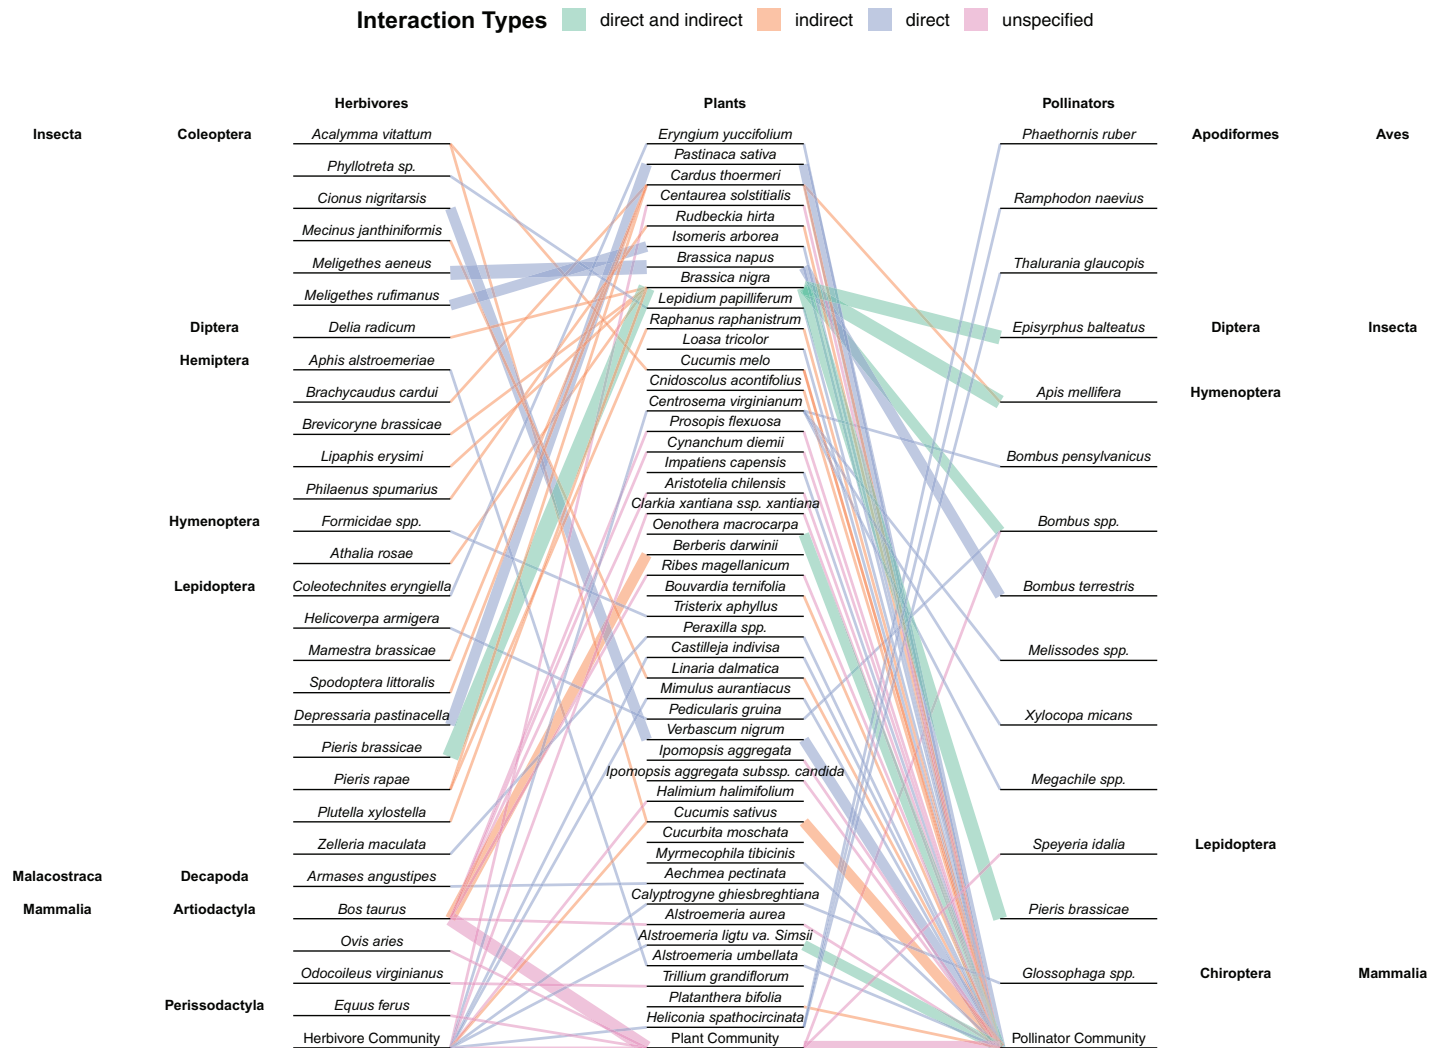 Interaction Types direct and indirect indirect direct unspecified
Herbivores Plants Pollinators
Insecta Coleoptera Acalymma vitattum
Phyllotreta sp.
Cionus nigritarsis
Mecinus janthiniformis
Meligethes aeneus
Meligethes rufimanus
Diptera Delia radicum
Hemiptera Aphis alstroemeriae
Brachycaudus cardui
Brevicoryne brassicae
Lipaphis erysimi
Philaenus spumarius
Hymenoptera Formicidae spp.
Athalia rosae
Lepidoptera Coleotechnites eryngiella
Helicoverpa armigera
Mamestra brassicae
Spodoptera littoralis
Depressaria pastinacella
Pieris brassicae
Pieris rapae
Plutella xylostella
Zelleria maculata
Malacostraca Decapoda Armases angustipes
Mammalia Artiodactyla Bos taurus
Ovis aries
Odocoileus virginianus
Perissodactyla Equus ferus
Herbivore Community
Eryngium yuccifolium
Pastinaca sativa
Cardus thoermeri
Centaurea solstitialis
Rudbeckia hirta
Isomeris arborea
Brassica napus
Brassica nigra
Lepidium papilliferum
Raphanus raphanistrum
Loasa tricolor
Cucumis melo
Cnidoscolus acontifolius
Centrosema virginianum
Prosopis flexuosa
Cynanchum diemii
Impatiens capensis
Aristotelia chilensis
Clarkia xantiana ssp. xantiana
Oenothera macrocarpa
Berberis darwinii
Ribes magellanicum
Bouvardia ternifolia
Tristerix aphyllus
Peraxilla spp.
Castilleja indivisa
Linaria dalmatica
Mimulus aurantiacus
Pedicularis gruina
Verbascum nigrum
Ipomopsis aggregata
Ipomopsis aggregata subssp. candida
Halimium halimifolium
Cucumis sativus
Cucurbita moschata
Myrmecophila tibicinis
Aechmea pectinata
Calyptrogyne ghiesbreghtiana
Alstroemeria aurea
Alstroemeria ligtu va. Simsii
Alstroemeria umbellata
Trillium grandiflorum
Platanthera bifolia
Heliconia spathocircinata
Plant Community
Phaethornis ruber Apodiformes Aves
Ramphodon naevius
Thalurania glaucopis
Episyrphus balteatus Diptera Insecta
Apis mellifera Hymenoptera
Bombus pensylvanicus
Bombus spp.
Bombus terrestris
Melissodes spp.
Xylocopa micans
Megachile spp.
Speyeria idalia Lepidoptera
Pieris brassicae
Glossophaga spp. Chiroptera Mammalia
Pollinator Community